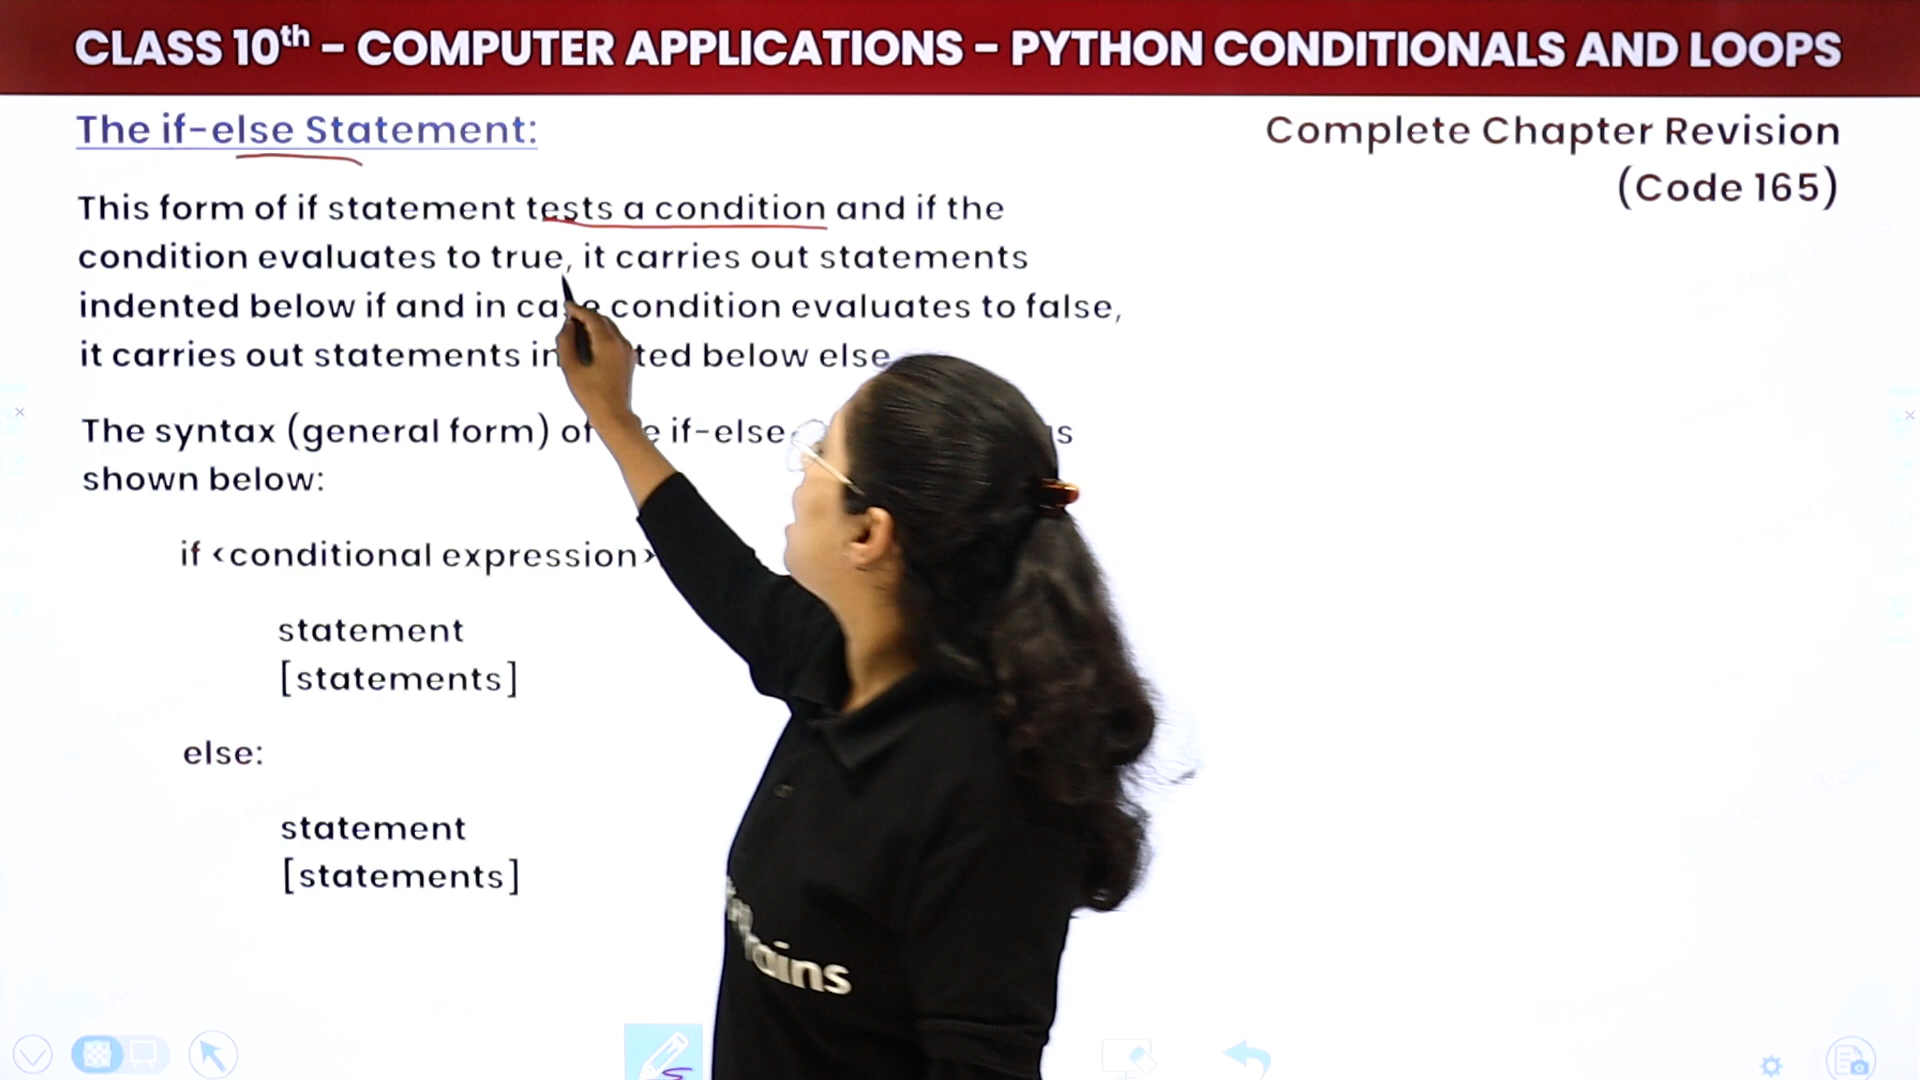 CLASS 10th – COMPUTER APPLICATIONS – PYTHON CONDITIONALS AND LOOPS
The if-else Statement:
Complete Chapter Revision
(Code 165)
This form of if statement tests a condition and if the
condition evaluates to true, it carries out statements
indented below if and in case condition evaluates to false,
it carries out statements in ted below else
The syntax (general form) of if-else s
shown below:
if <conditional expression>
statement
[statements]
else:
statement
[statements]
ains